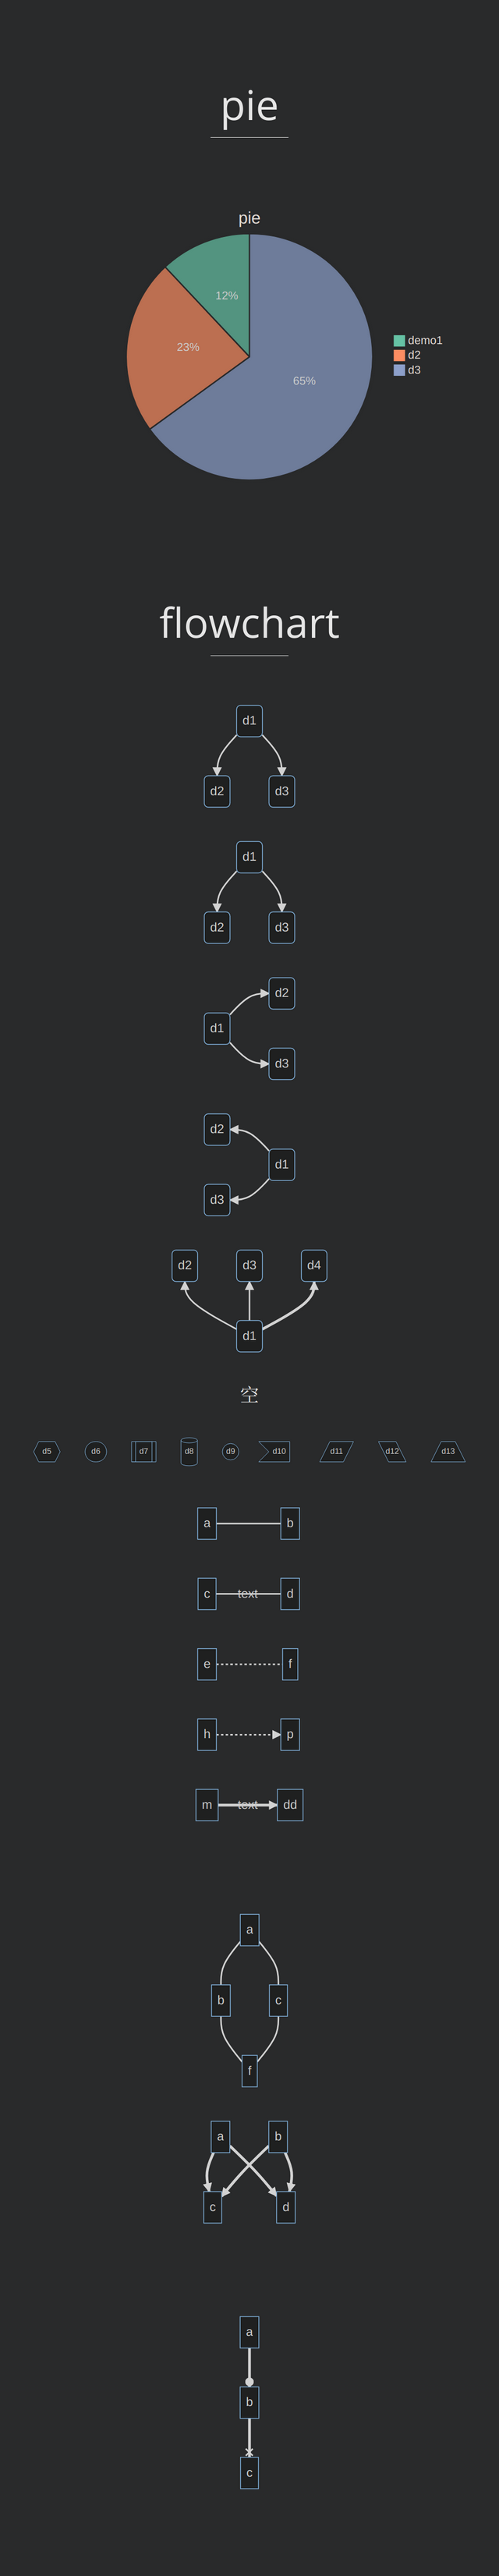 pie
pie
12%
23%
65%
demo1
d2
d3
flowchart
d1
d2 d3
d1
d2 d3
d2
d1
d3
d2
d1
d3
d2 d3 d4
d1
空
d5 d6 d7 d8 d9 d10 d11 d12 d13
a b
c text d
e f
h p
m text dd
a
b c
f
a b
c d
a
b
c